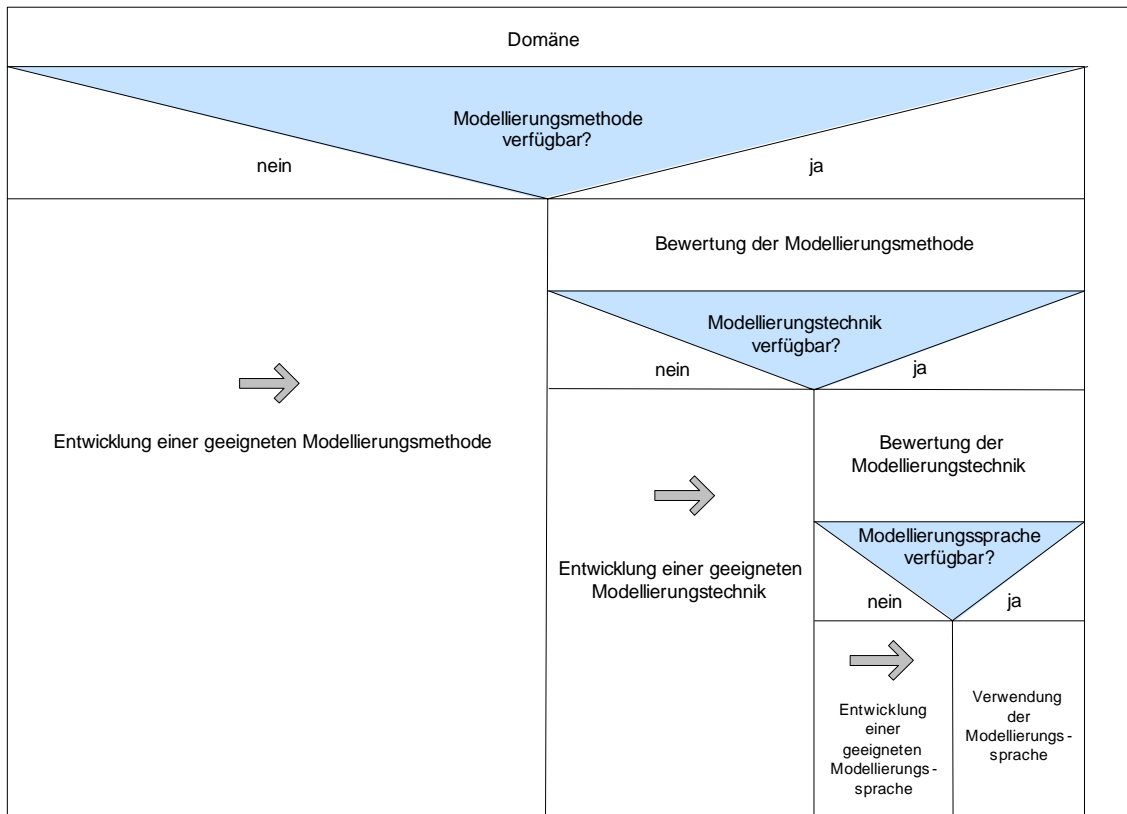 Domäne
Modellierungsmethode
verfügbar?
nein
ja
Bewertung der Modellierungsmethode
Modellierungstechnik
verfügbar?
nein
ja
Entwicklung einer geeigneten Modellierungsmethode
Bewertung der
Modellierungstechnik
Modellierungssprache
verfügbar?
nein
ja
Entwicklung einer geeigneten
Modellierungstechnik
Entwicklung
einer
geeigneten
Modellierungs-
sprache
Verwendung
der
Modellierungs-
sprache